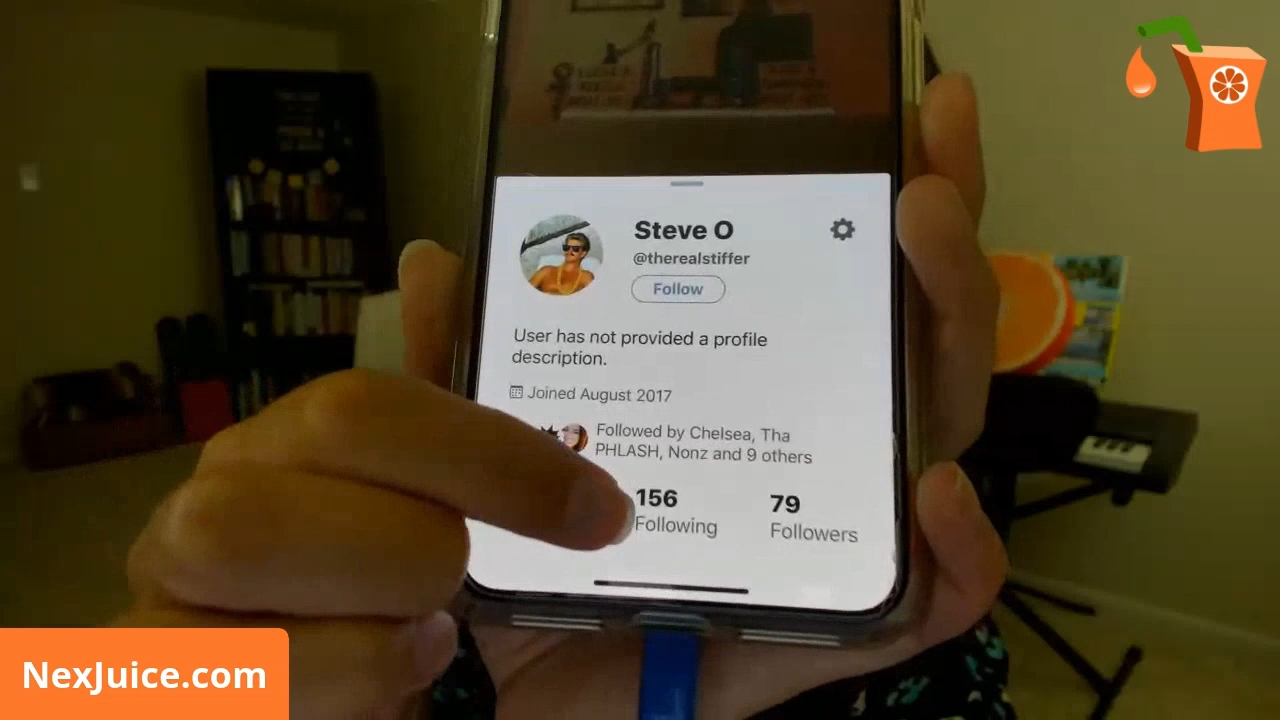 Steve O
@therealstiffer
Follow
User has not provided a profile
description.
Joined August 2017
Followed by Chelsea, Tha
PHLASH, Nonz and 9 others
156
Following
79
Followers
NexJuice.com